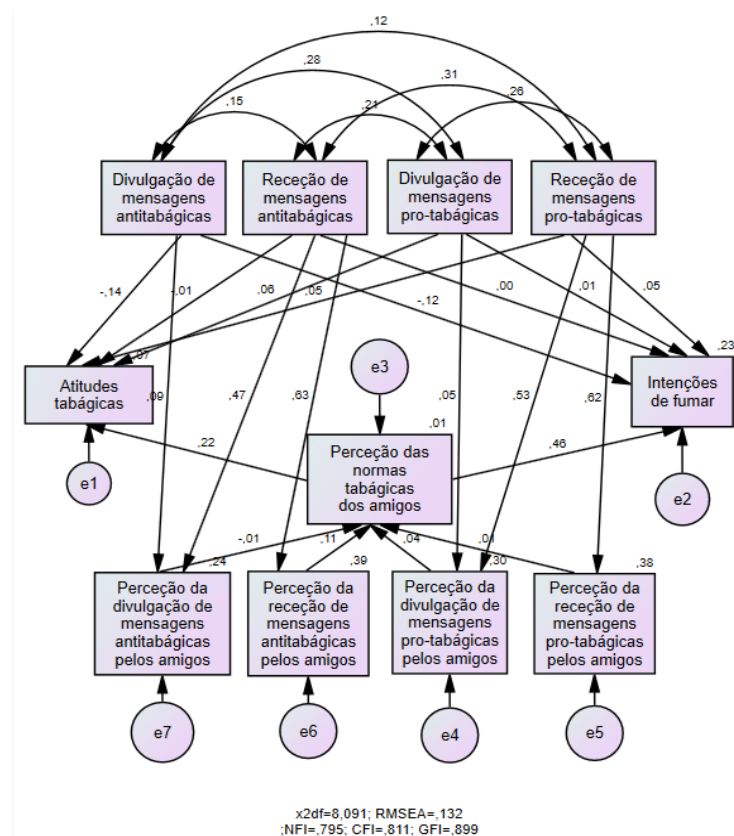 ,12
,28
,31
,15
,21
,26
Divulgação de
mensagens
antitabágicas
Receção de
mensagens
antitabágicas
Divulgação de
mensagens
pro-tabágicas
Receção de
mensagens
pro-tabágicas
-,14
-,01
,05
,06
-,12
,00
,01
,05
,23
,07
Atitudes
tabágicas
e3
Intenções
de fumar
,09
,47
,63
,05
,53
,62
,01
,22
,46
Perceção das
normas
tabágicas
dos amigos
e1
e2
-,01
,11
,04
,01
,24
,39
,30
,38
Perceção da
divulgação de
mensagens
antitabágicas
pelos amigos
Perceção da
receção de
mensagens
antitabágicas
pelos amigos
Perceção da
divulgação de
mensagens
pro-tabágicas
pelos amigos
Perceção da
receção de
mensagens
pro-tabágicas
pelos amigos
e7
e6
e4
e5
x2df=8,091; RMSEA=,132
;NFI=,795; CFI=,811; GFI=,899